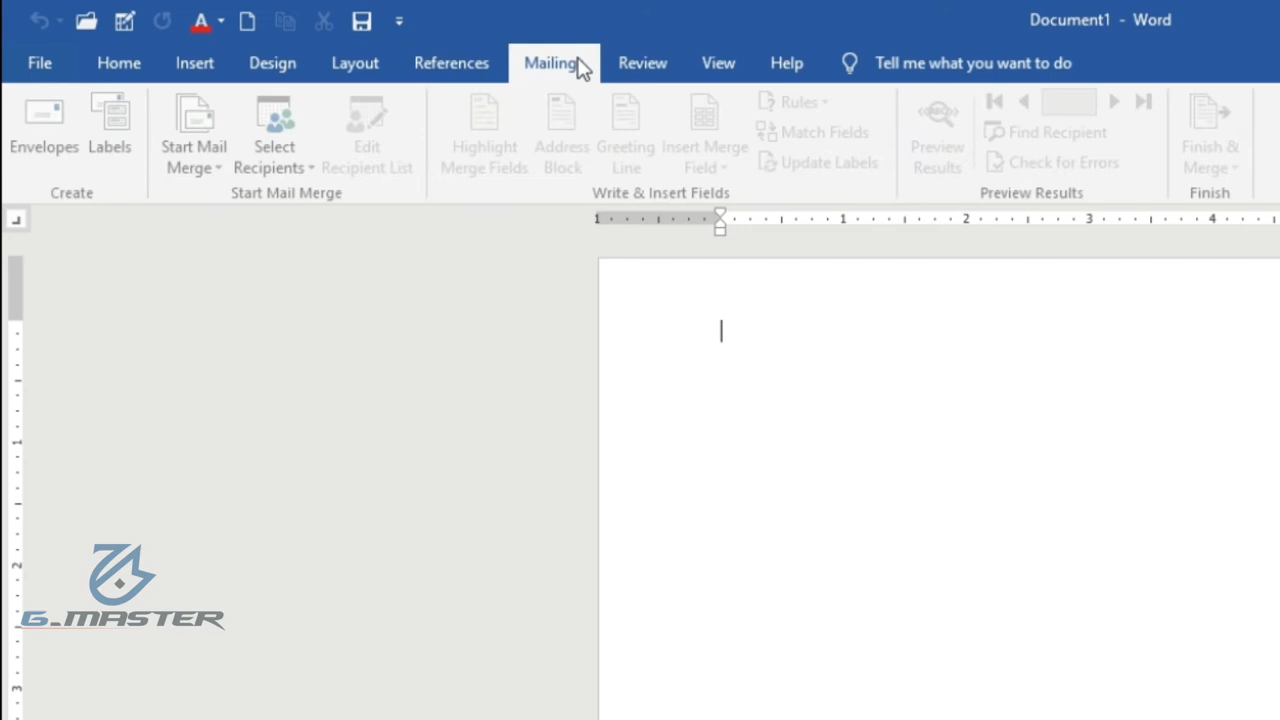 Document1 - Word
File Home Insert Design Layout References Mailings Review View Help Tell me what you want to do
Envelopes Labels Start Mail Merge Select Recipients Edit Recipient List Highlight Merge Fields Address Block Greeting Line Insert Merge Field Rules Match Fields Update Labels Preview Results Find Recipient Check for Errors Finish & Merge
Create Start Mail Merge Write & Insert Fields Preview Results Finish
1 1 2 3 4
1
2
3
G.MASTER